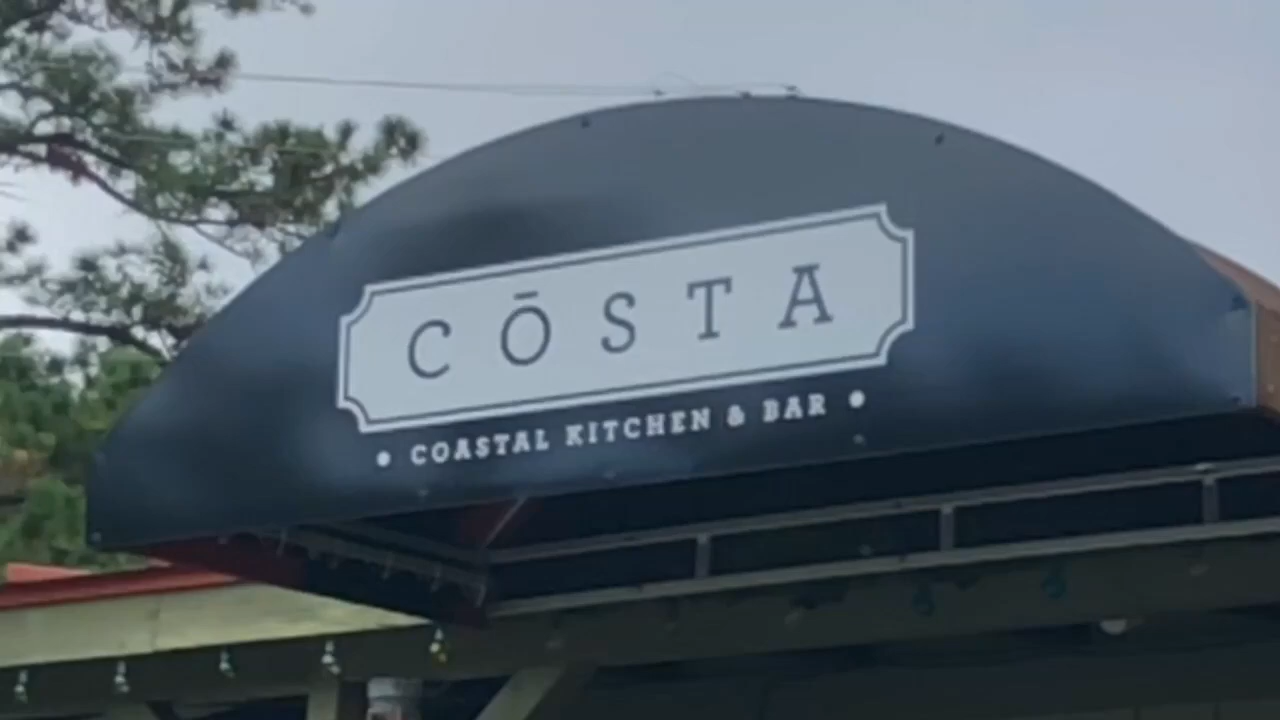 CŌSTA
• COASTAL KITCHEN & BAR •